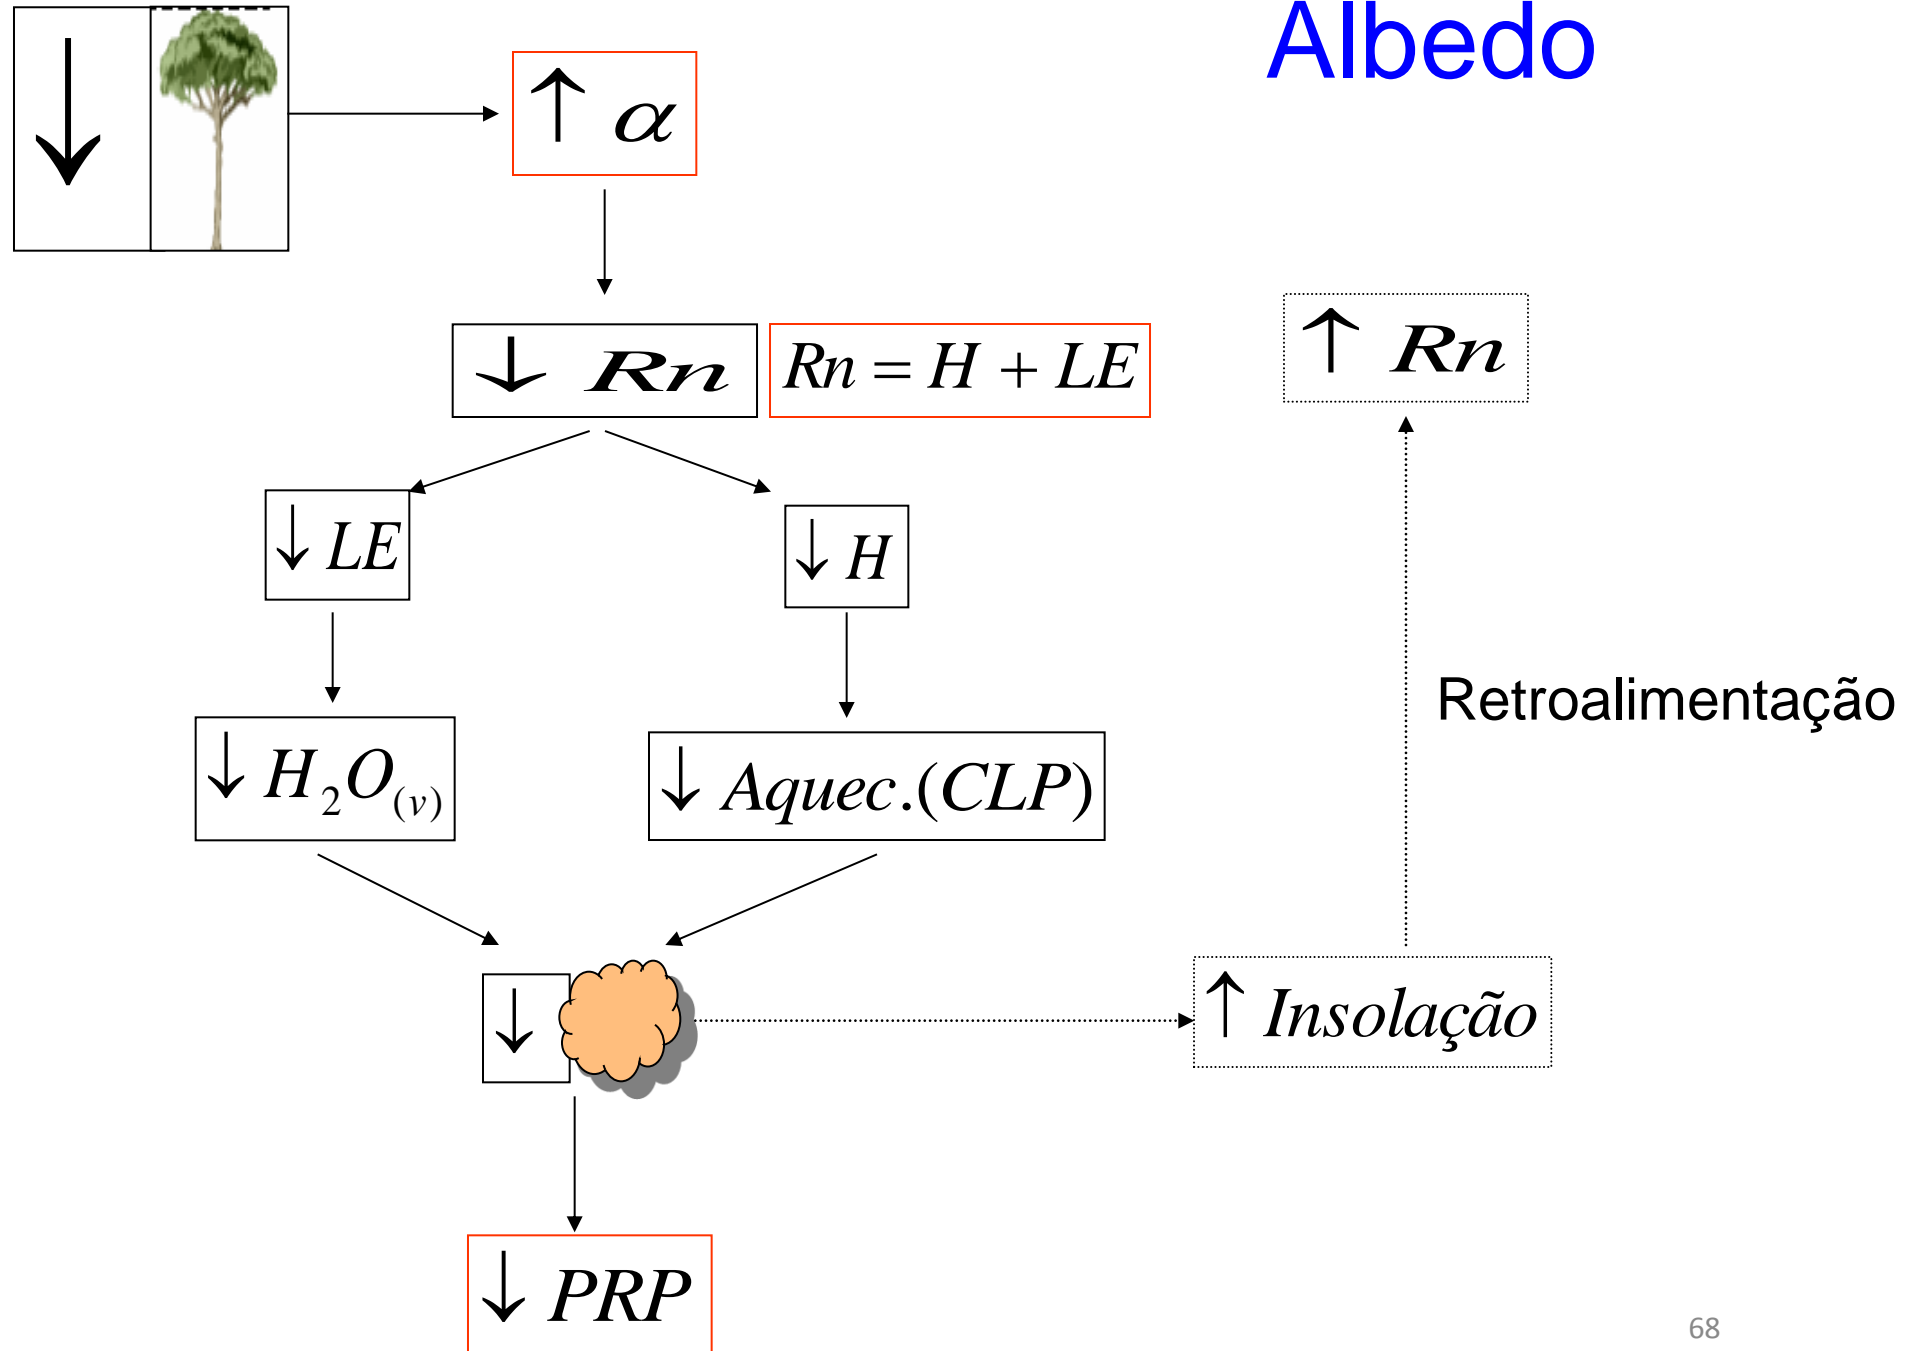 Albedo
↓
↑ α
↓ Rn
Rn = H + LE
↑ Rn
↓ LE
↓ H
Retroalimentação
↓ H₂O₍ᵥ₎
↓ Aquec.(CLP)
↓
↑ Insolação
↓ PRP
68